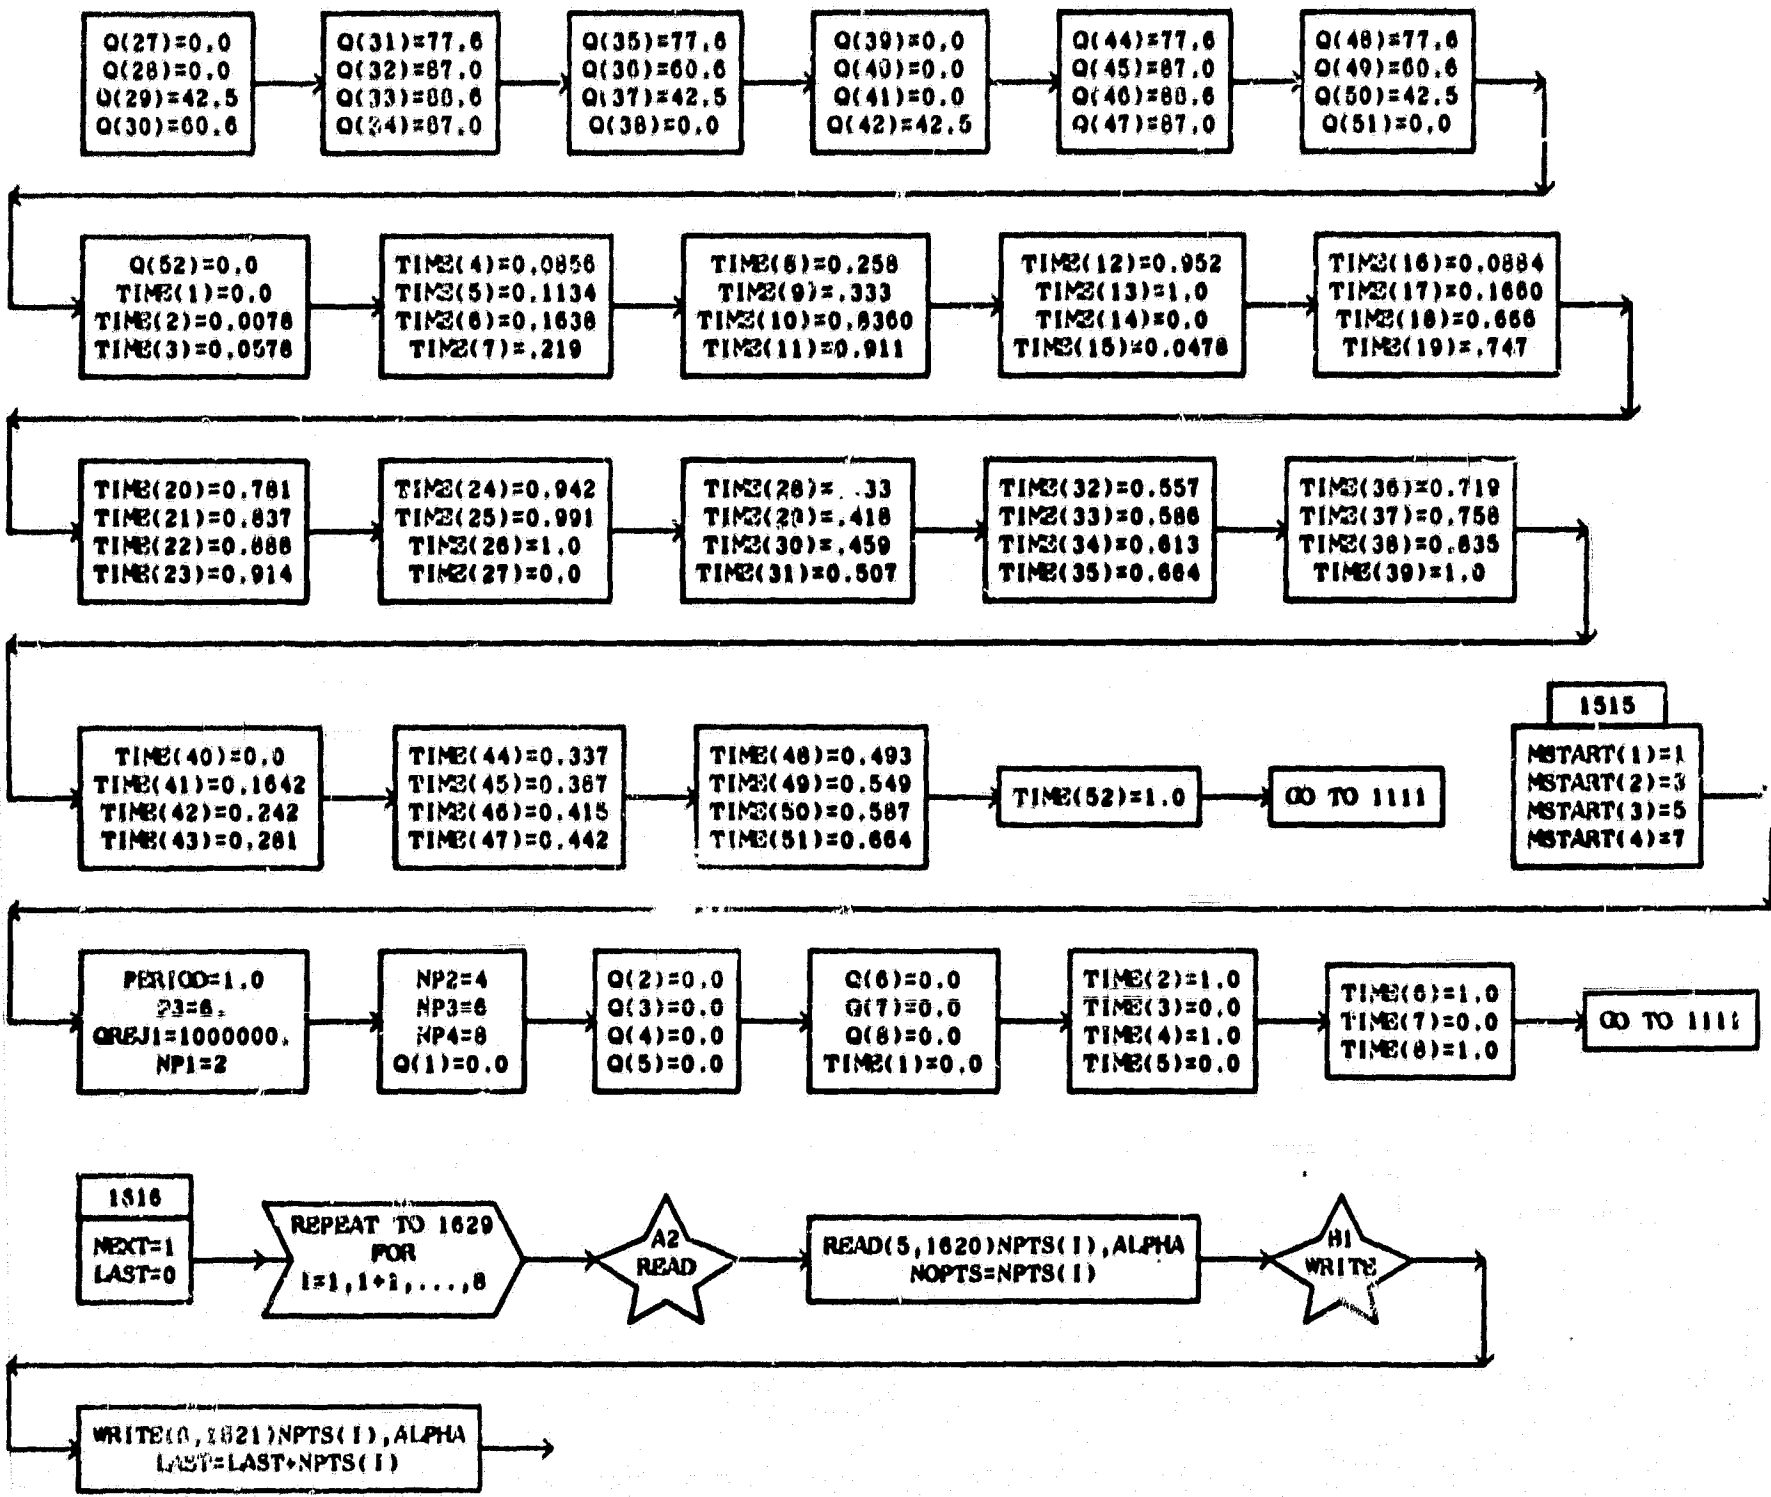 Q(27)=0.0
Q(28)=0.0
Q(29)=42.5
Q(30)=60.6
Q(31)=77.6
Q(32)=87.0
Q(33)=88.6
Q(34)=87.0
Q(35)=77.6
Q(36)=60.6
Q(37)=42.5
Q(38)=0.0
Q(39)=0.0
Q(40)=0.0
Q(41)=0.0
Q(42)=42.5
Q(44)=77.6
Q(45)=87.0
Q(46)=88.6
Q(47)=87.0
Q(48)=77.6
Q(49)=60.6
Q(50)=42.5
Q(51)=0.0
Q(52)=0.0
TIME(1)=0.0
TIME(2)=0.0078
TIME(3)=0.0578
TIME(4)=0.0856
TIME(5)=0.1134
TIME(6)=0.1638
TIME(7)=.219
TIME(8)=0.258
TIME(9)=.333
TIME(10)=0.8360
TIME(11)=0.911
TIME(12)=0.952
TIME(13)=1.0
TIME(14)=0.0
TIME(15)=0.0478
TIME(16)=0.0884
TIME(17)=0.1660
TIME(18)=0.666
TIME(19)=.747
TIME(20)=0.781
TIME(21)=0.837
TIME(22)=0.888
TIME(23)=0.914
TIME(24)=0.942
TIME(25)=0.991
TIME(26)=1.0
TIME(27)=0.0
TIME(28)=
TIME(29)=.418
TIME(30)=.459
TIME(31)=0.507
TIME(32)=0.557
TIME(33)=0.586
TIME(34)=0.613
TIME(35)=0.664
TIME(36)=0.719
TIME(37)=0.758
TIME(38)=0.835
TIME(39)=1.0
TIME(40)=0.0
TIME(41)=0.1642
TIME(42)=0.242
TIME(43)=0.281
TIME(44)=0.337
TIME(45)=0.387
TIME(46)=0.415
TIME(47)=0.442
TIME(48)=0.493
TIME(49)=0.549
TIME(50)=0.587
TIME(51)=0.664
TIME(52)=1.0
GO TO 1111
1515
MSTART(1)=1
MSTART(2)=3
MSTART(3)=5
MSTART(4)=7
PERIOD=1.0
P3=6.
QREJ1=1000000.
NP1=2
NP2=4
NP3=6
NP4=8
Q(1)=0.0
Q(2)=0.0
Q(3)=0.0
Q(4)=0.0
Q(5)=0.0
Q(6)=0.0
Q(7)=0.0
Q(8)=0.0
TIME(1)=0.0
TIME(2)=1.0
TIME(3)=0.0
TIME(4)=1.0
TIME(5)=0.0
TIME(6)=1.0
TIME(7)=0.0
TIME(8)=1.0
GO TO 1111
1616
NEXT=1
LAST=0
REPEAT TO 1629
FOR
I=1,1+1,...,8
A2
READ
READ(5,1620)NPTS(I),ALPHA
NOPTS=NPTS(I)
H1
WRITE
WRITE(6,1621)NPTS(I),ALPHA
LAST=LAST+NPTS(I)